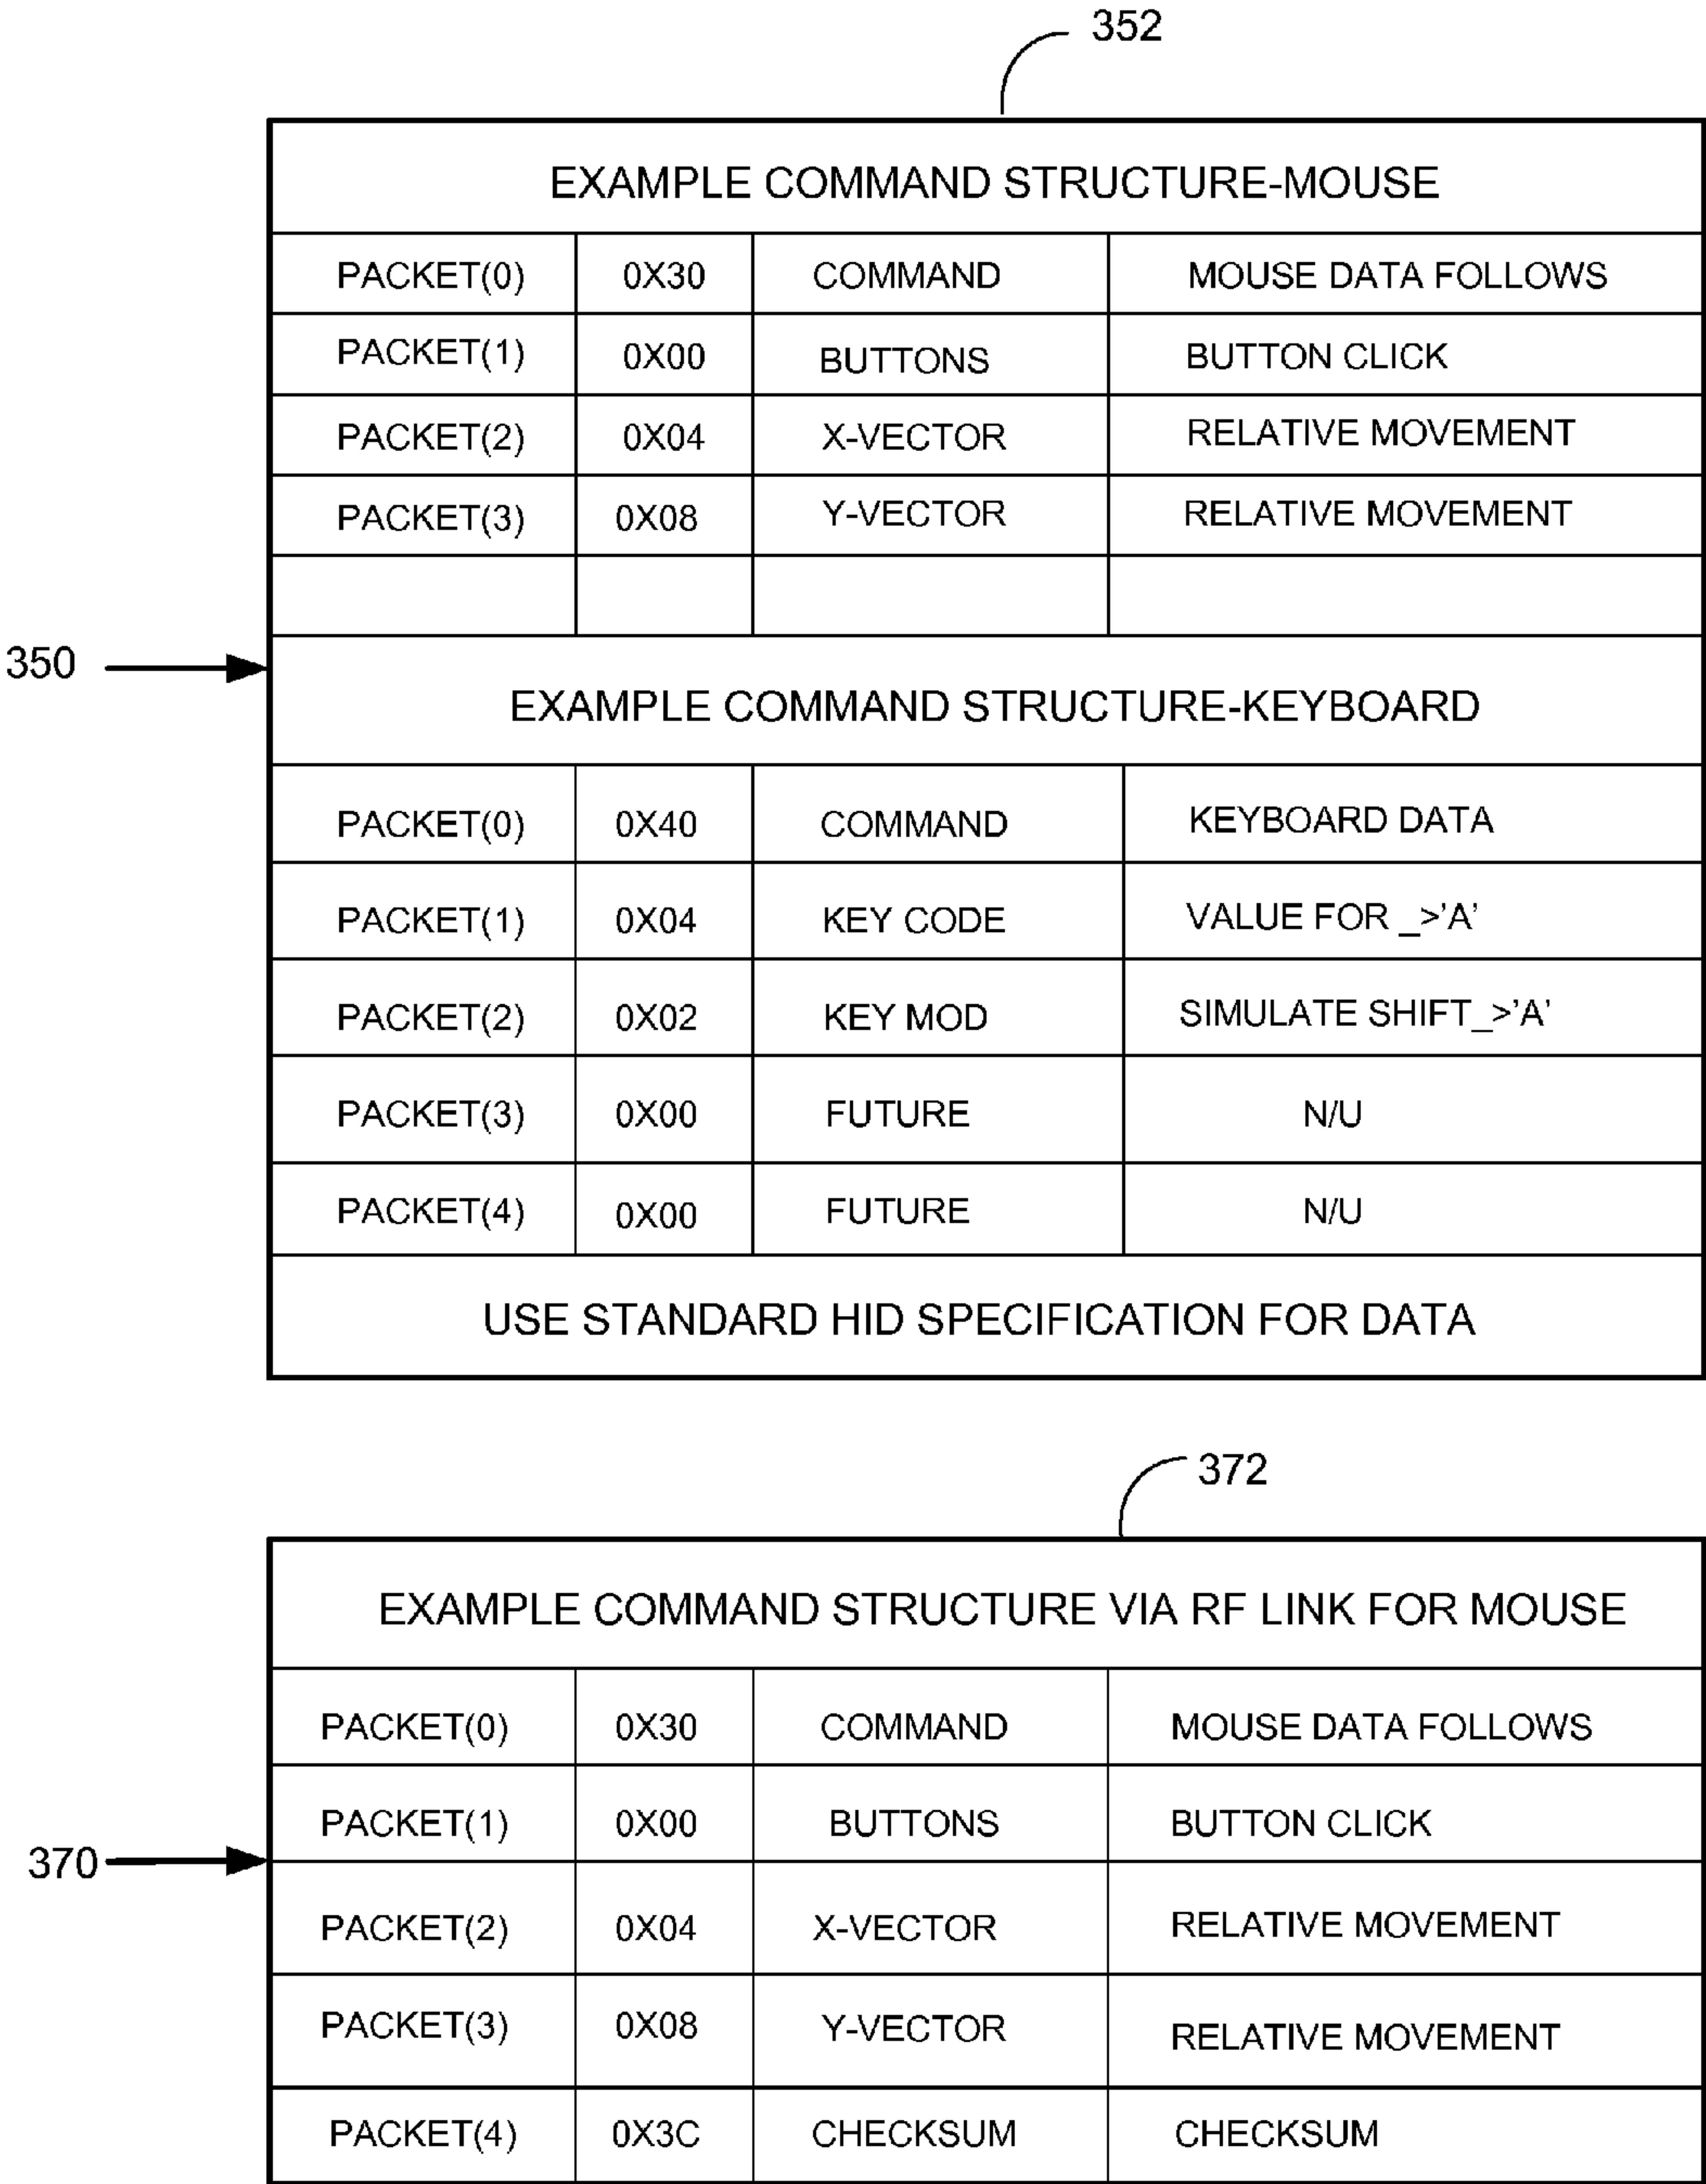 352
EXAMPLE COMMAND STRUCTURE-MOUSE
PACKET(0) 0X30 COMMAND MOUSE DATA FOLLOWS
PACKET(1) 0X00 BUTTONS BUTTON CLICK
PACKET(2) 0X04 X-VECTOR RELATIVE MOVEMENT
PACKET(3) 0X08 Y-VECTOR RELATIVE MOVEMENT
350
EXAMPLE COMMAND STRUCTURE-KEYBOARD
PACKET(0) 0X40 COMMAND KEYBOARD DATA
PACKET(1) 0X04 KEY CODE VALUE FOR _>'A'
PACKET(2) 0X02 KEY MOD SIMULATE SHIFT_>'A'
PACKET(3) 0X00 FUTURE N/U
PACKET(4) 0X00 FUTURE N/U
USE STANDARD HID SPECIFICATION FOR DATA
372
EXAMPLE COMMAND STRUCTURE VIA RF LINK FOR MOUSE
PACKET(0) 0X30 COMMAND MOUSE DATA FOLLOWS
PACKET(1) 0X00 BUTTONS BUTTON CLICK
370
PACKET(2) 0X04 X-VECTOR RELATIVE MOVEMENT
PACKET(3) 0X08 Y-VECTOR RELATIVE MOVEMENT
PACKET(4) 0X3C CHECKSUM CHECKSUM